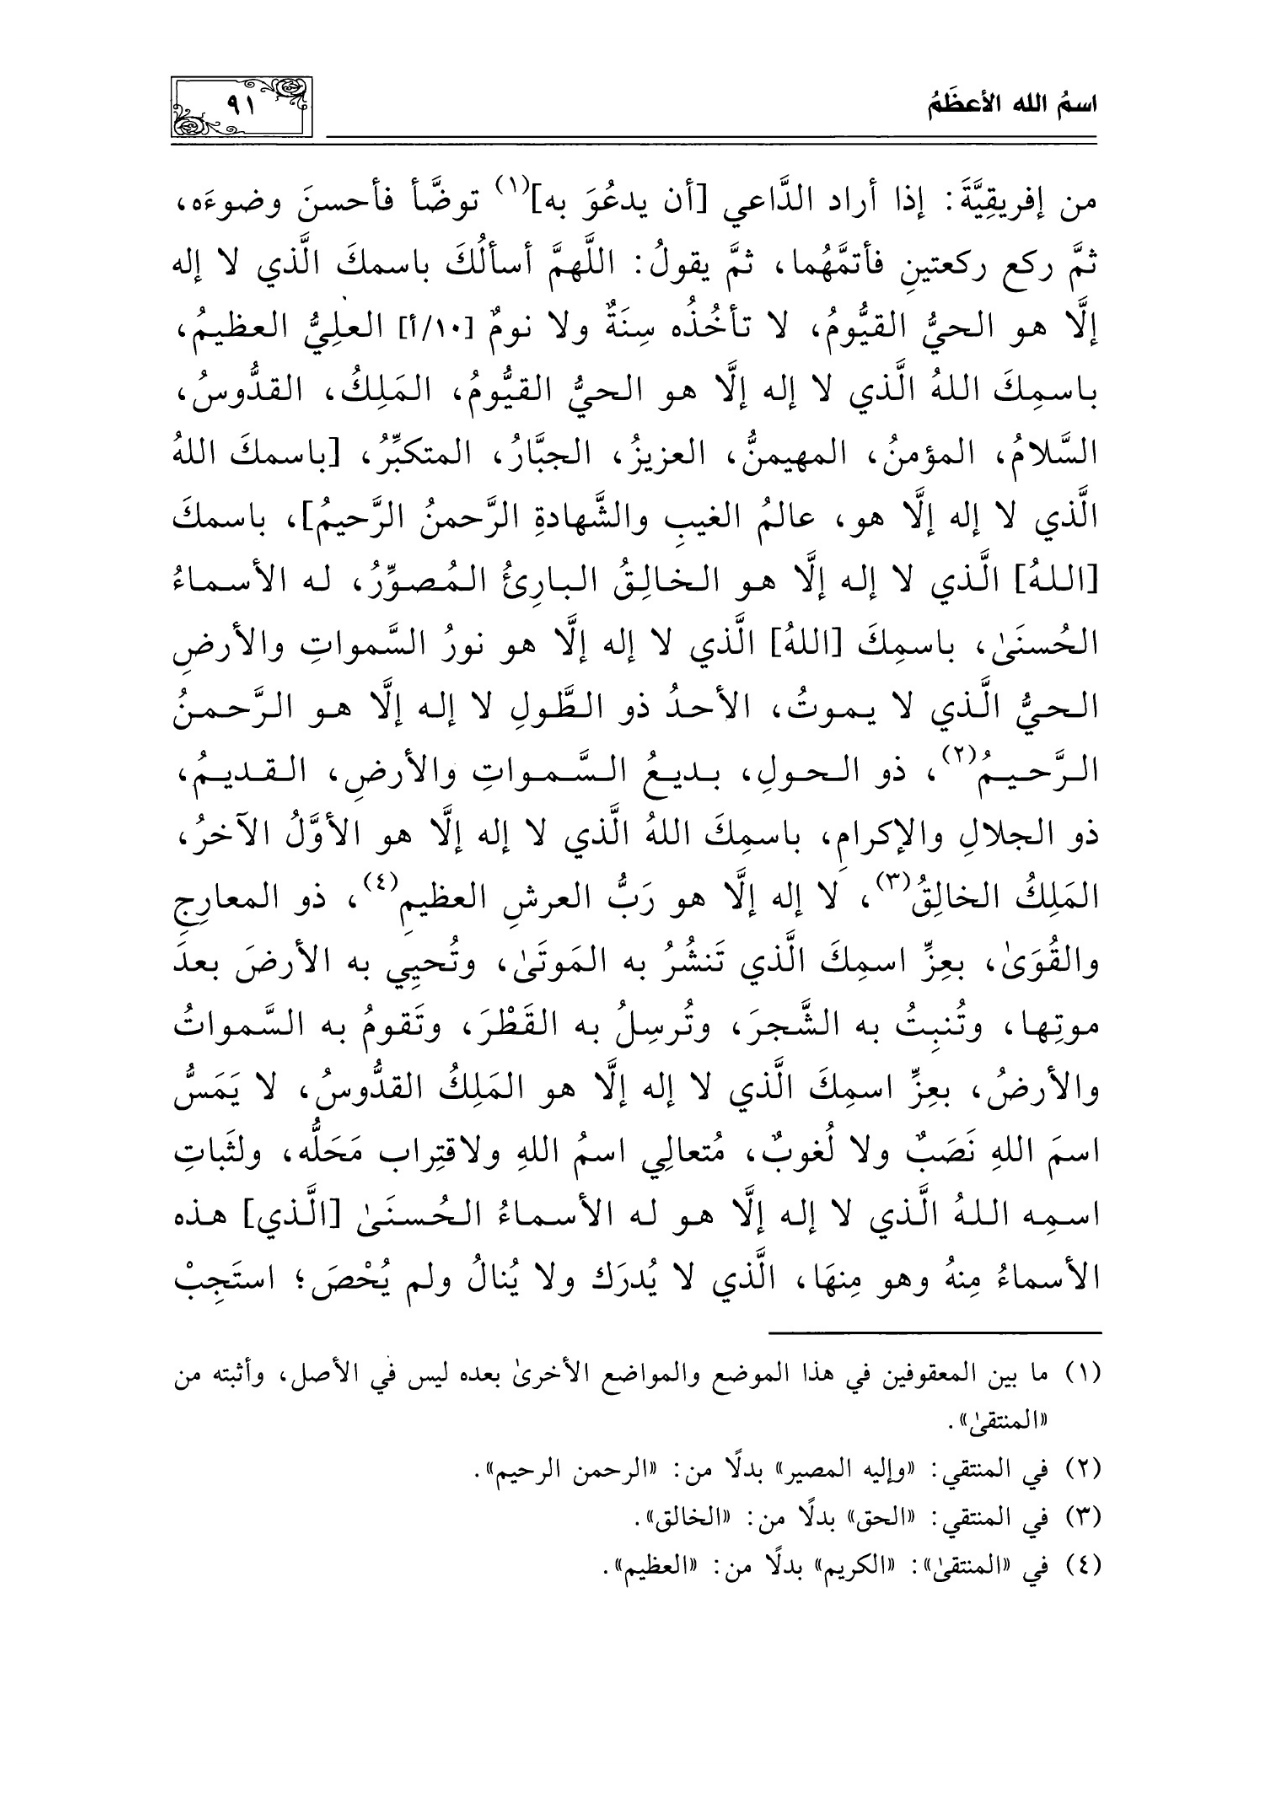 اسمُ الله الأعظَمُ
٩١
من إفريقِيَّةَ: إذا أراد الدَّاعي [أن يدعُوَ به](١) توضَّأ فأحسنَ وضوءَه،
ثمَّ ركع ركعتينِ فأتمَّهُما، ثمَّ يقولُ: اللَّهمَّ أسألُكَ باسمكَ الَّذي لا إله
إلَّا هو الحيُّ القيُّومُ، لا تأخُذُه سِنَةٌ ولا نومٌ [١٠/أ] العلِيُّ العظيمُ،
باسمِكَ اللهُ الَّذي لا إله إلَّا هو الحيُّ القيُّومُ، المَلِكُ، القدُّوسُ،
السَّلامُ، المؤمنُ، المهيمنُّ، العزيزُ، الجبَّارُ، المتكبِّرُ، [باسمكَ اللهُ
الَّذي لا إله إلَّا هو، عالمُ الغيبِ والشَّهادةِ الرَّحمنُ الرَّحيمُ]، باسمكَ
[اللهُ] الَّذي لا إله إلَّا هو الخالِقُ البارِئُ المُصوِّرُ، له الأسماءُ
الحُسنَىٰ، باسمِكَ [اللهُ] الَّذي لا إله إلَّا هو نورُ السَّمواتِ والأرضِ
الحيُّ الَّذي لا يموتُ، الأحدُ ذو الطَّولِ لا إله إلَّا هو الرَّحمنُ
الرَّحيمُ(٢)، ذو الحولِ، بديعُ السَّمواتِ والأرضِ، القديمُ،
ذو الجلالِ والإكرامِ، باسمِكَ اللهُ الَّذي لا إله إلَّا هو الأوَّلُ الآخرُ،
المَلِكُ الخالِقُ(٣)، لا إله إلَّا هو رَبُّ العرشِ العظيمِ(٤)، ذو المعارِجِ
والقُوَىٰ، بعِزِّ اسمِكَ الَّذي تَنشُرُ به المَوتَىٰ، وتُحيِي به الأرضَ بعدَ
موتِها، وتُنبِتُ به الشَّجرَ، وتُرسِلُ به القَطْرَ، وتَقومُ به السَّمواتُ
والأرضُ، بعِزِّ اسمِكَ الَّذي لا إله إلَّا هو المَلِكُ القدُّوسُ، لا يَمَسُّ
اسمَ اللهِ نَصَبٌ ولا لُغوبٌ، مُتعالِي اسمُ اللهِ ولاقتِراب مَحَلُّه، ولثَباتِ
اسمِه اللهُ الَّذي لا إله إلَّا هو له الأسماءُ الحُسنَىٰ [الَّذي] هذه
الأسماءُ مِنهُ وهو مِنهَا، الَّذي لا يُدرَك ولا يُنالُ ولم يُحْصَ؛ استَجِبْ
(١) ما بين المعقوفين في هذا الموضع والمواضع الأخرىٰ بعده ليس في الأصل، وأثبته من
«المنتقىٰ».
(٢) في المنتقي: «وإليه المصير» بدلًا من: «الرحمن الرحيم».
(٣) في المنتقي: «الحق» بدلًا من: «الخالق».
(٤) في «المنتقىٰ»: «الكريم» بدلًا من: «العظيم».